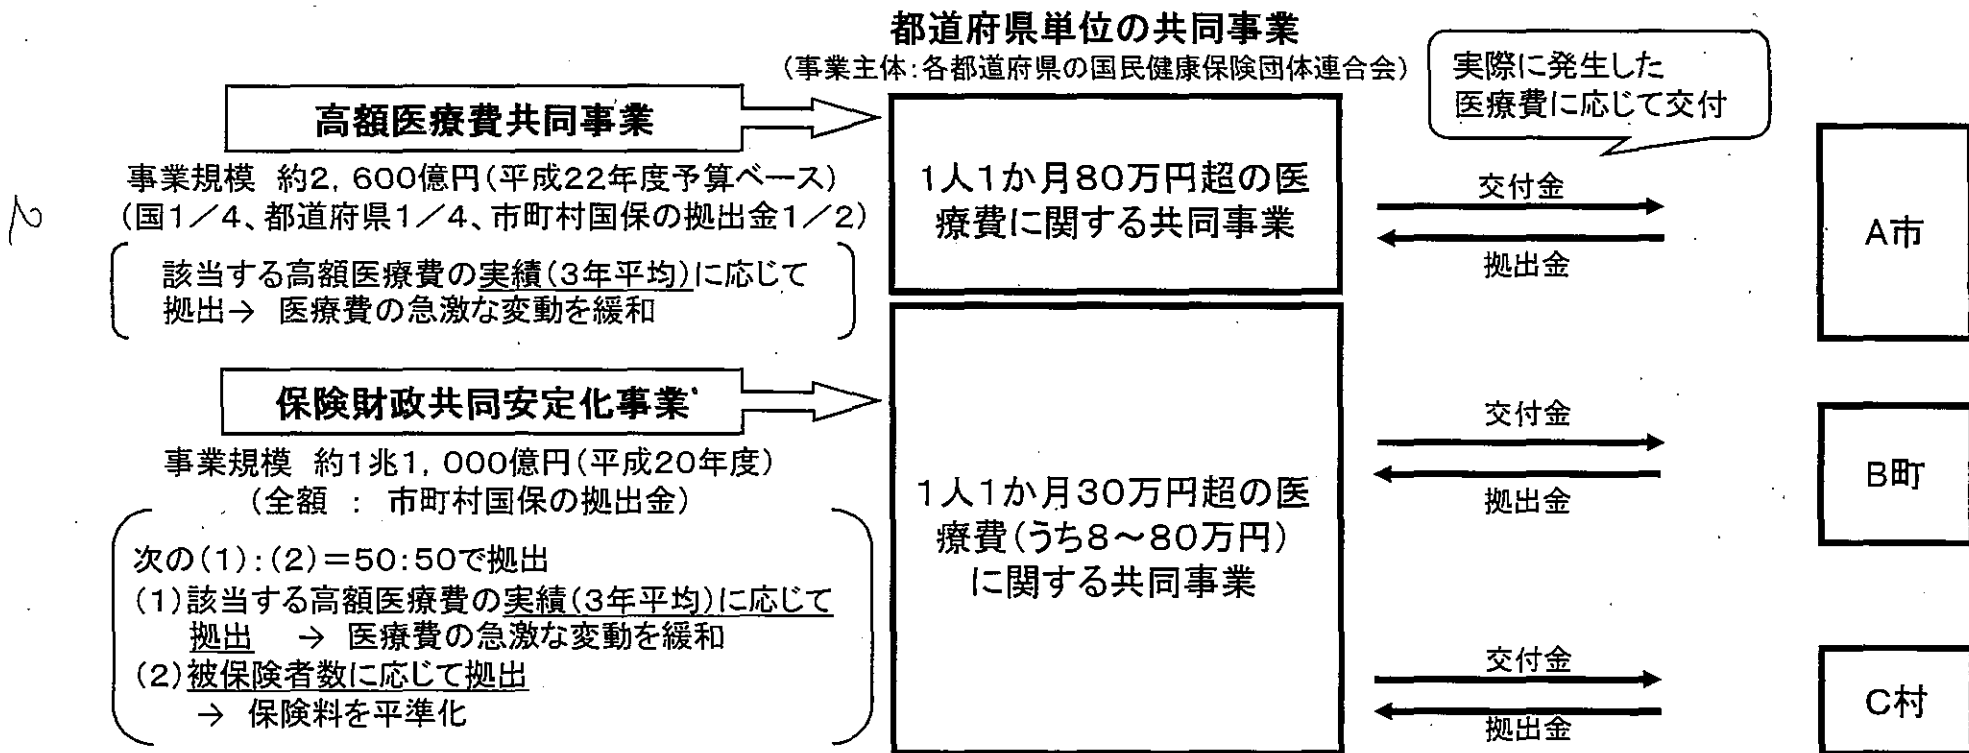 都道府県単位の共同事業
(事業主体:各都道府県の国民健康保険団体連合会)
実際に発生した
医療費に応じて交付
高額医療費共同事業
事業規模 約2,600億円(平成22年度予算ベース)
(国1/4、都道府県1/4、市町村国保の拠出金1/2)
該当する高額医療費の実績(3年平均)に応じて
拠出→ 医療費の急激な変動を緩和
1人1か月80万円超の医
療費に関する共同事業
交付金
拠出金
A市
2
保険財政共同安定化事業
事業規模 約1兆1,000億円(平成20年度)
(全額 : 市町村国保の拠出金)
次の(1):(2)=50:50で拠出
(1)該当する高額医療費の実績(3年平均)に応じて
拠出 → 医療費の急激な変動を緩和
(2)被保険者数に応じて拠出
→ 保険料を平準化
1人1か月30万円超の医
療費(うち8~80万円)
に関する共同事業
交付金
拠出金
B町
交付金
拠出金
C村